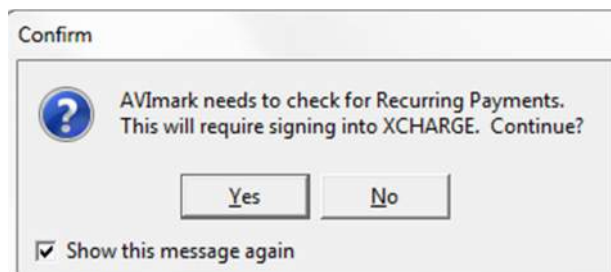 Confirm
AVImark needs to check for Recurring Payments.
This will require signing into XCHARGE. Continue?
Yes
No
Show this message again